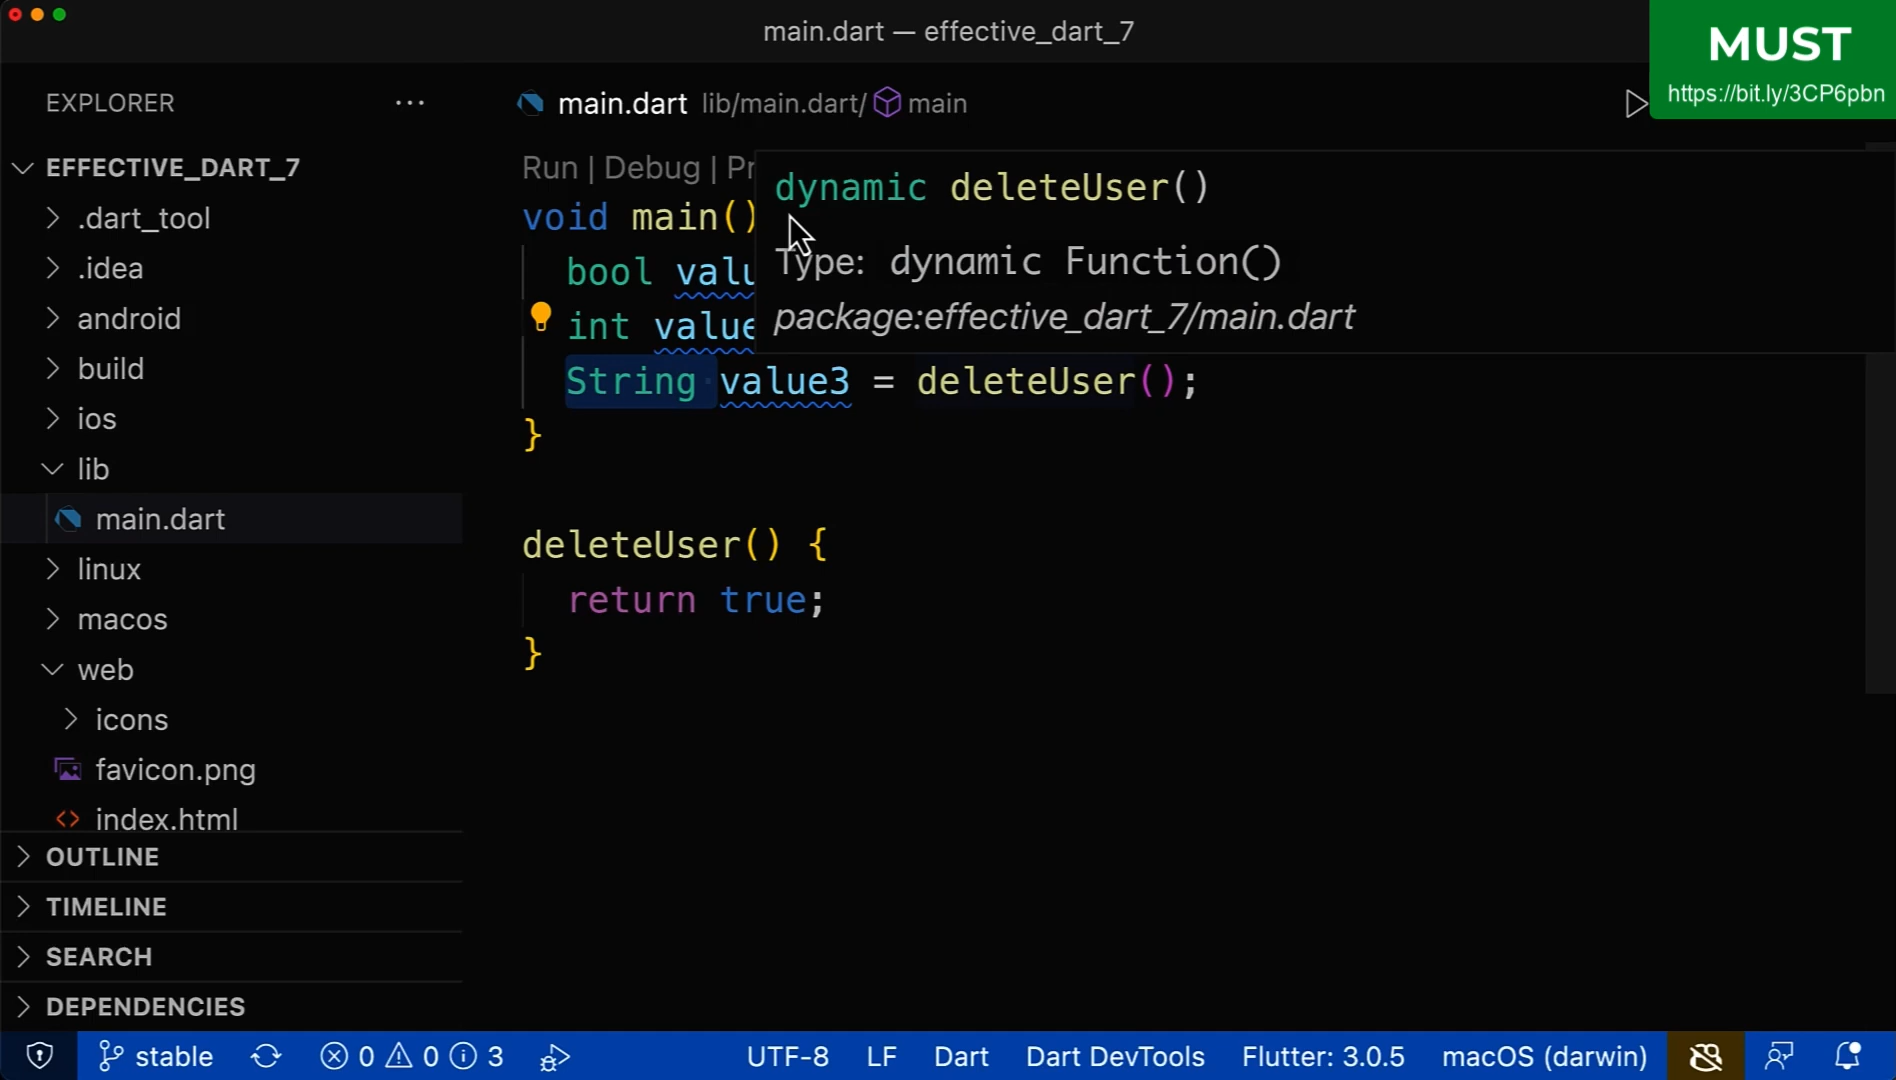 main.dart — effective_dart_7
MUST
https://bit.ly/3CP6pbn
EXPLORER ...
main.dart lib/main.dart/ main
EFFECTIVE_DART_7
.dart_tool
.idea
android
build
ios
lib
main.dart
linux
macos
web
icons
favicon.png
index.html
OUTLINE
TIMELINE
SEARCH
DEPENDENCIES
Run | Debug | Pr
void main()
bool valu
int value
String value3 = deleteUser();
}
deleteUser() {
return true;
}
dynamic deleteUser()
Type: dynamic Function()
package:effective_dart_7/main.dart
stable 0 0 3 UTF-8 LF Dart Dart DevTools Flutter: 3.0.5 macOS (darwin)